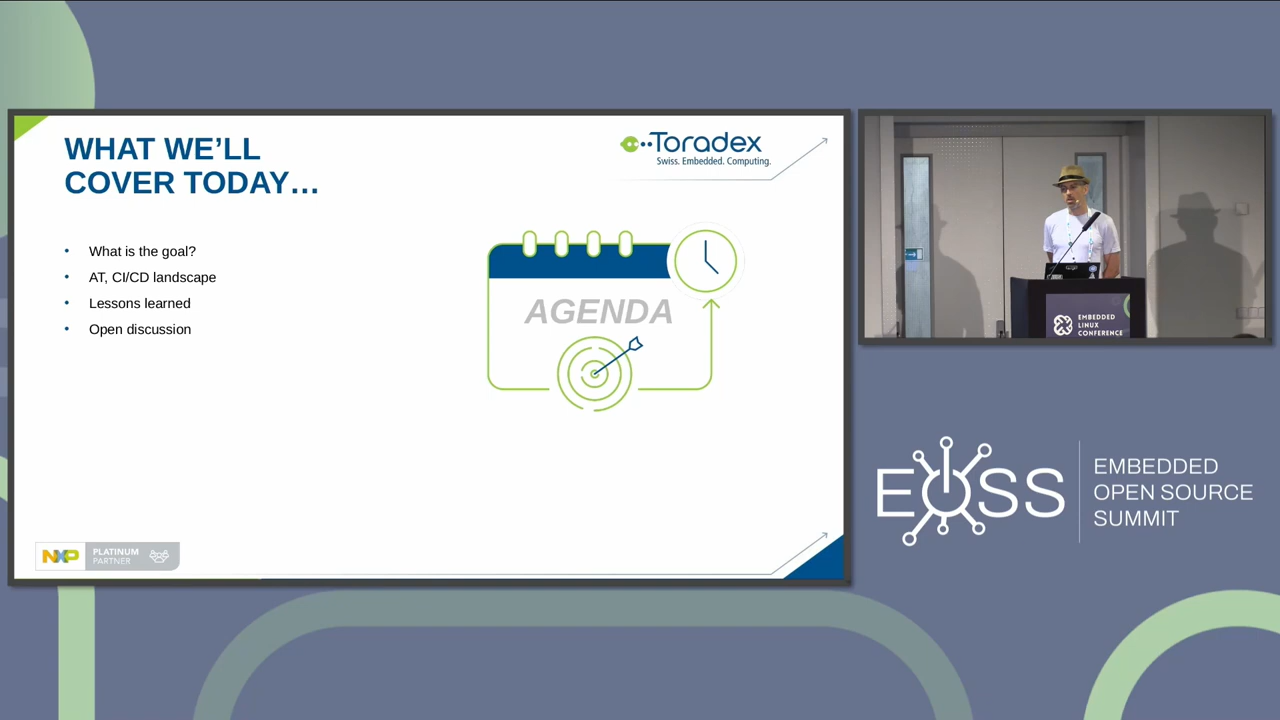 WHAT WE'LL
COVER TODAY...
Toradex
Swiss. Embedded. Computing.
• What is the goal?
• AT, CI/CD landscape
• Lessons learned
• Open discussion
AGENDA
NXP
PLATINUM
PARTNER
EMBEDDED
LINUX
CONFERENCE
EOSS
EMBEDDED
OPEN SOURCE
SUMMIT